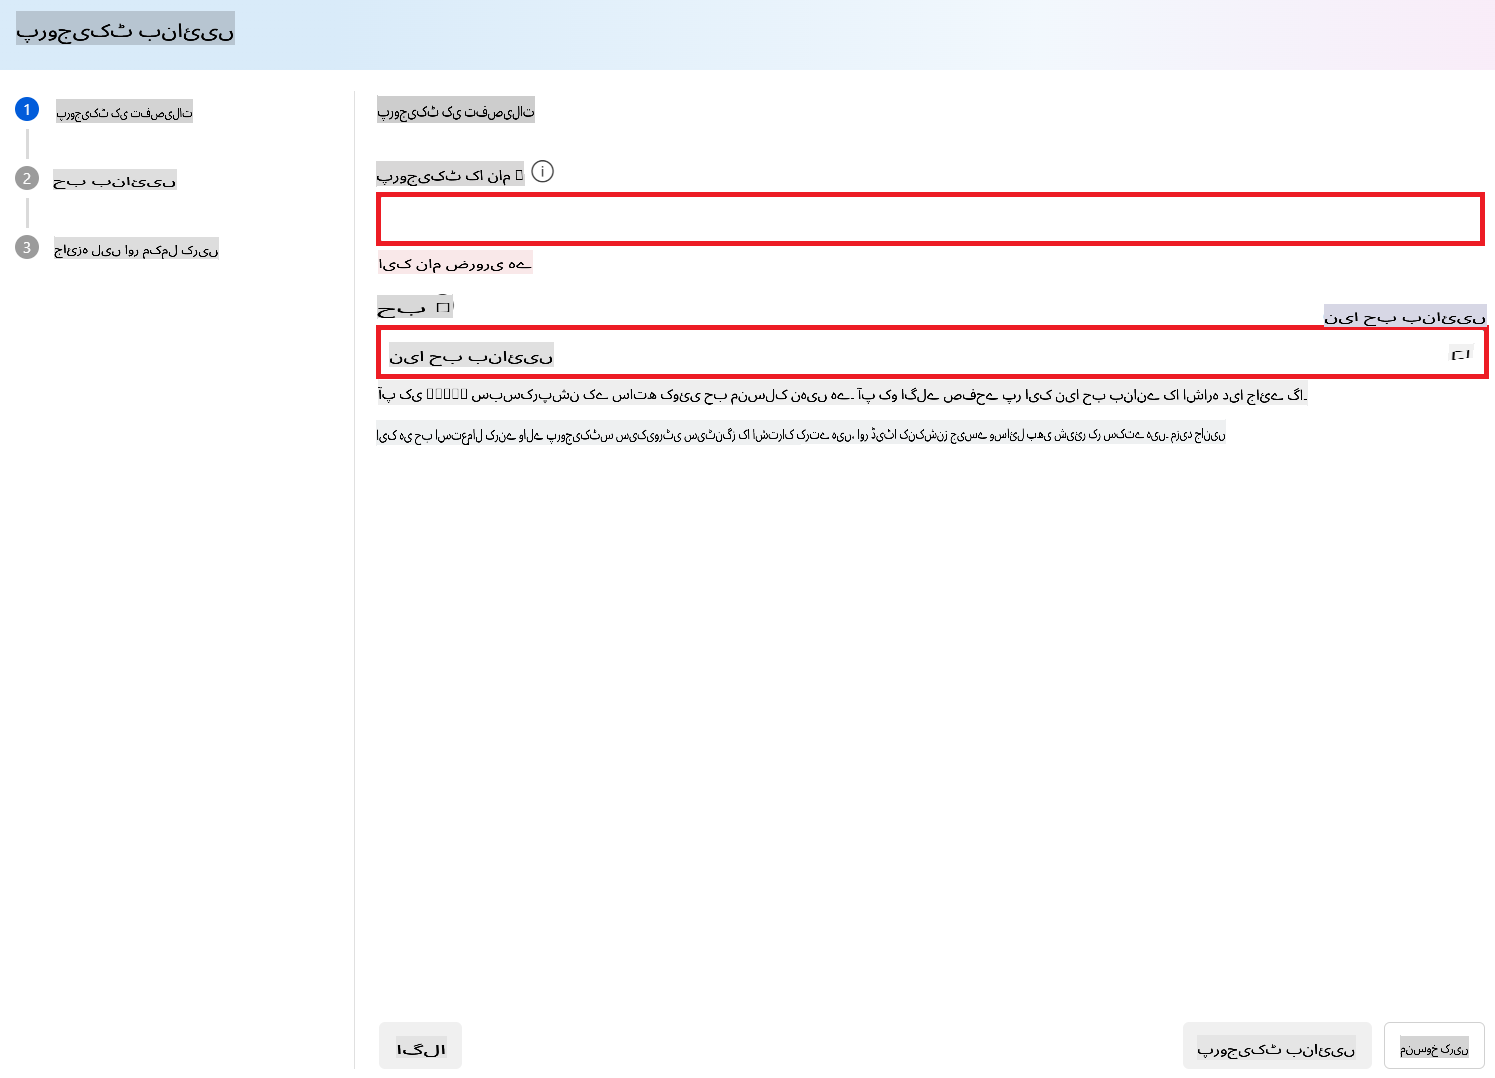 پروجیکٹ بنائیں
1 پروجیکٹ کی تفصیلات
2 حب بنائیں
3 جائزہ لیں اور مکمل کریں
پروجیکٹ کی تفصیلات
پروجیکٹ کا نام
ایک نام ضروری ہے
حب
نیا حب بنائیں
نیا حب بنائیں
آپ کی سبسکرپشن کے ساتھ کوئی حب منسلک نہیں ہے۔ آپ کو اگلے صفحے پر ایک نیا حب بنانے کا اشارہ دیا جائے گا۔
ایک ہی حب استعمال کرنے والے پروجیکٹس سیکیورٹی سیٹنگز کا اشتراک کرتے ہیں، اور ڈیٹا کنکشنز جیسے وسائل بھی شیئر کر سکتے ہیں۔ مزید جانیں
اگلا
پروجیکٹ بنائیں
منسوخ کریں